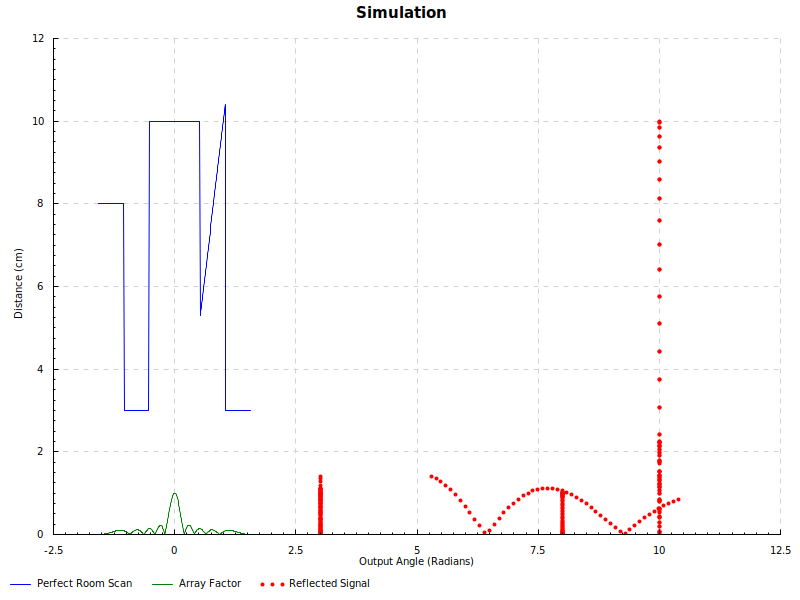 Simulation
12
10
8
6
4
2
0
Distance (cm)
-2.5 0 2.5 5 7.5 10 12.5
Output Angle (Radians)
Perfect Room Scan Array Factor Reflected Signal